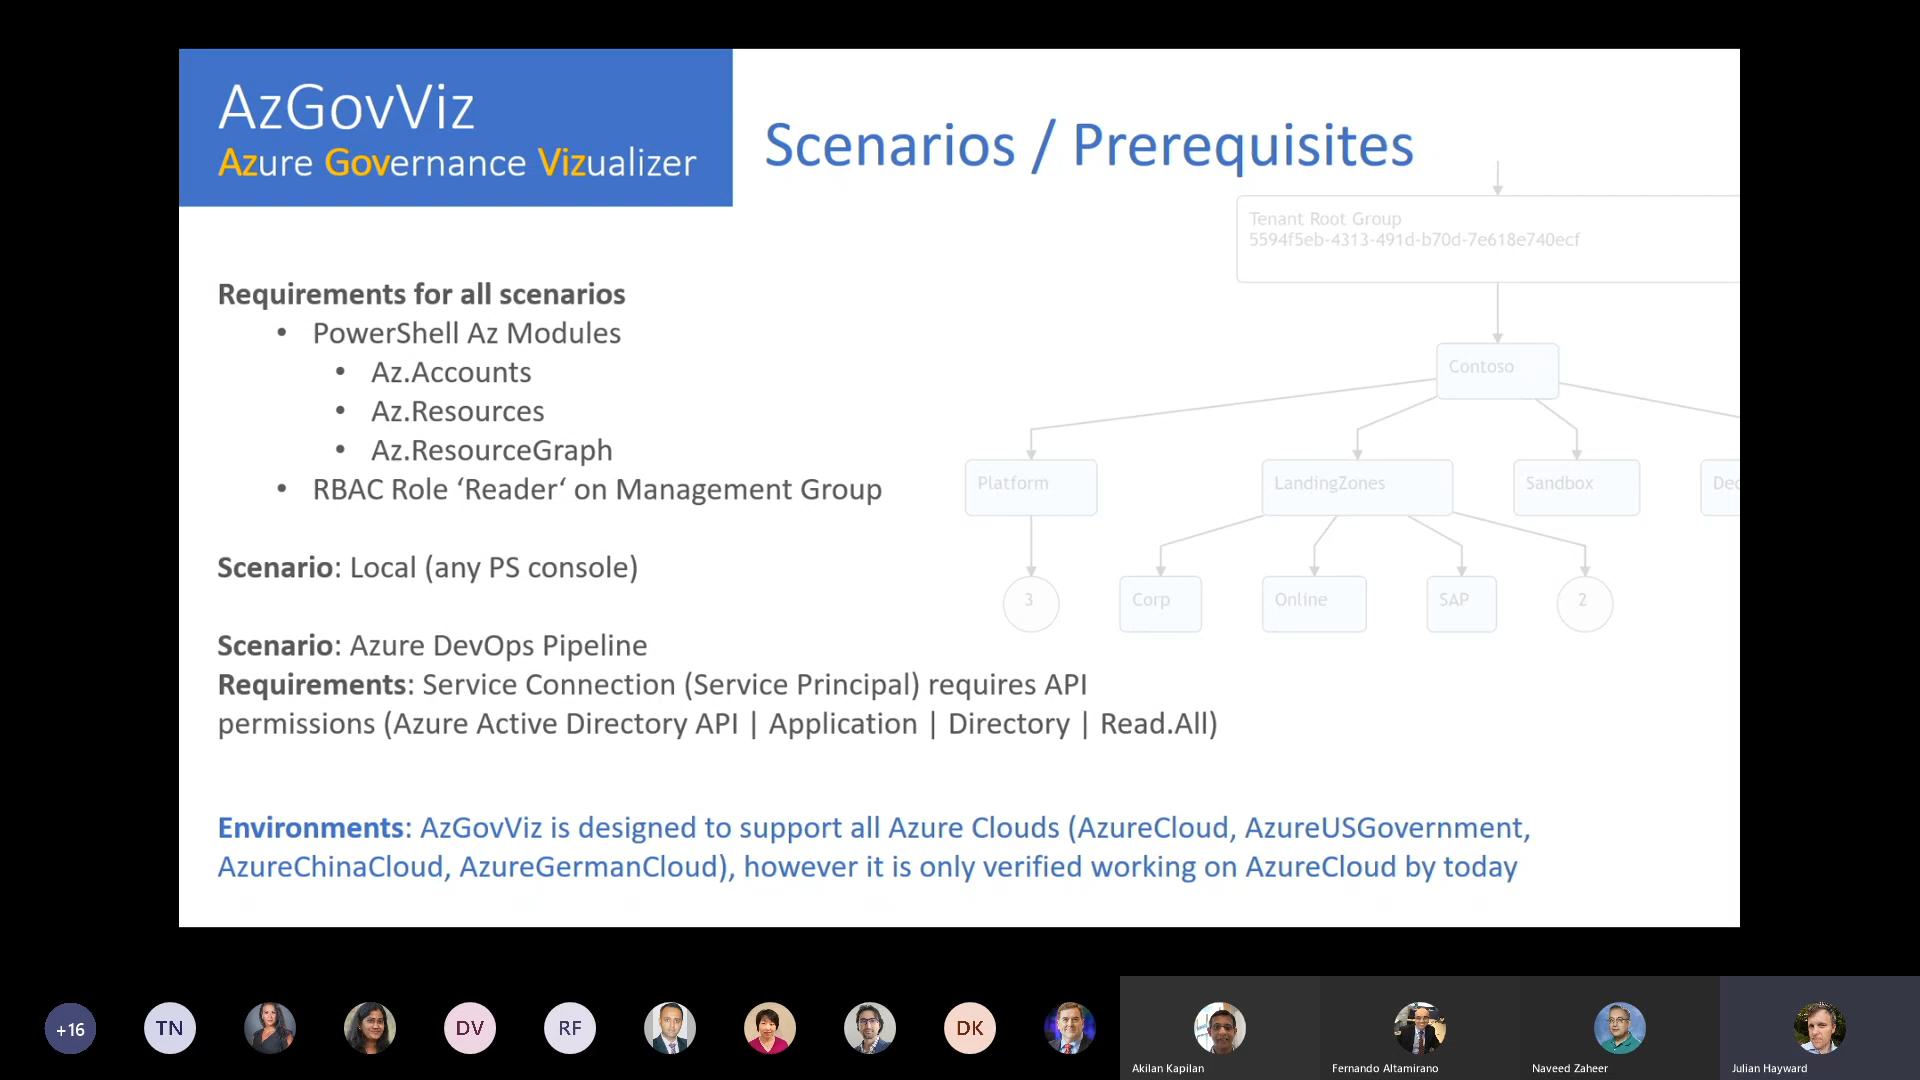 AzGovViz
Azure Governance Vizualizer
Scenarios / Prerequisites
Tenant Root Group
5594f5eb-4313-491d-b70d-7e618e740ecf
Contoso
Platform
LandingZones
Sandbox
Dec
3
Corp
Online
SAP
2
Requirements for all scenarios
• PowerShell Az Modules
• Az.Accounts
• Az.Resources
• Az.ResourceGraph
• RBAC Role ‘Reader‘ on Management Group
Scenario: Local (any PS console)
Scenario: Azure DevOps Pipeline
Requirements: Service Connection (Service Principal) requires API
permissions (Azure Active Directory API | Application | Directory | Read.All)
Environments: AzGovViz is designed to support all Azure Clouds (AzureCloud, AzureUSGovernment,
AzureChinaCloud, AzureGermanCloud), however it is only verified working on AzureCloud by today
+16
TN
DV
RF
DK
Akilan Kapilan
Fernando Altamirano
Naveed Zaheer
Julian Hayward